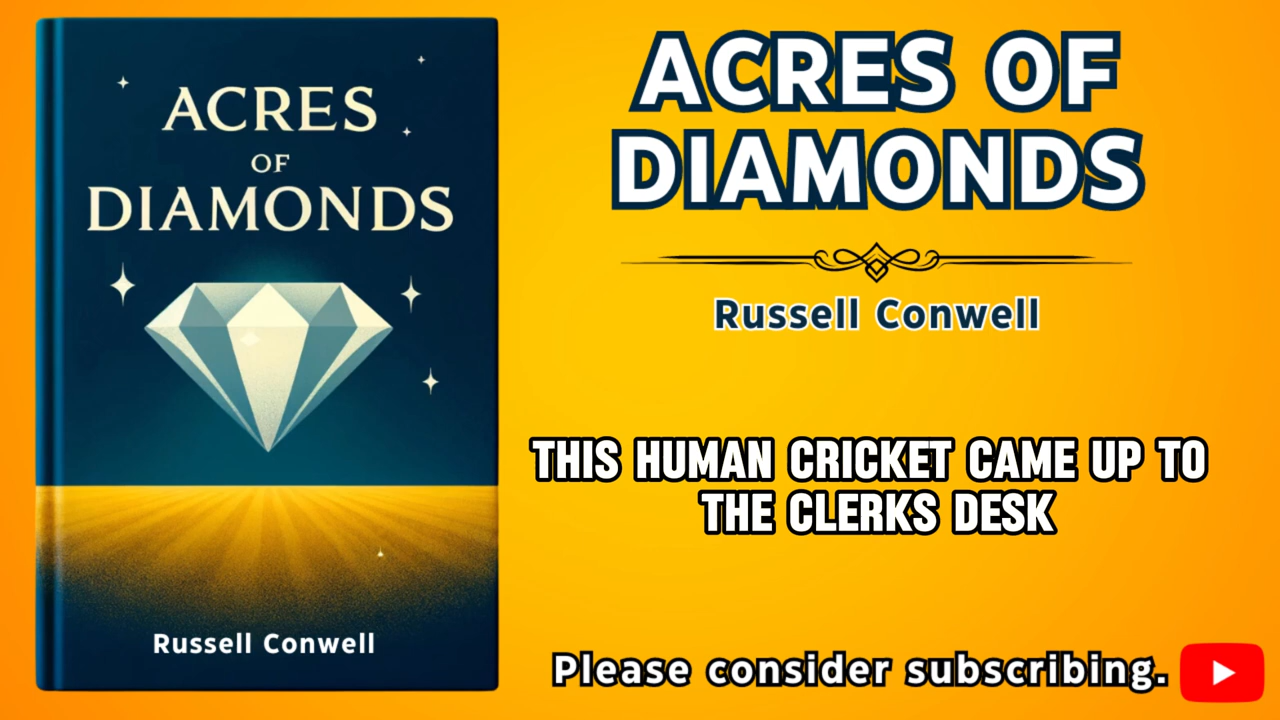 ACRES
OF
DIAMONDS
Russell Conwell
ACRES OF
DIAMONDS
Russell Conwell
THIS HUMAN CRICKET CAME UP TO
THE CLERKS DESK
Please consider subscribing.